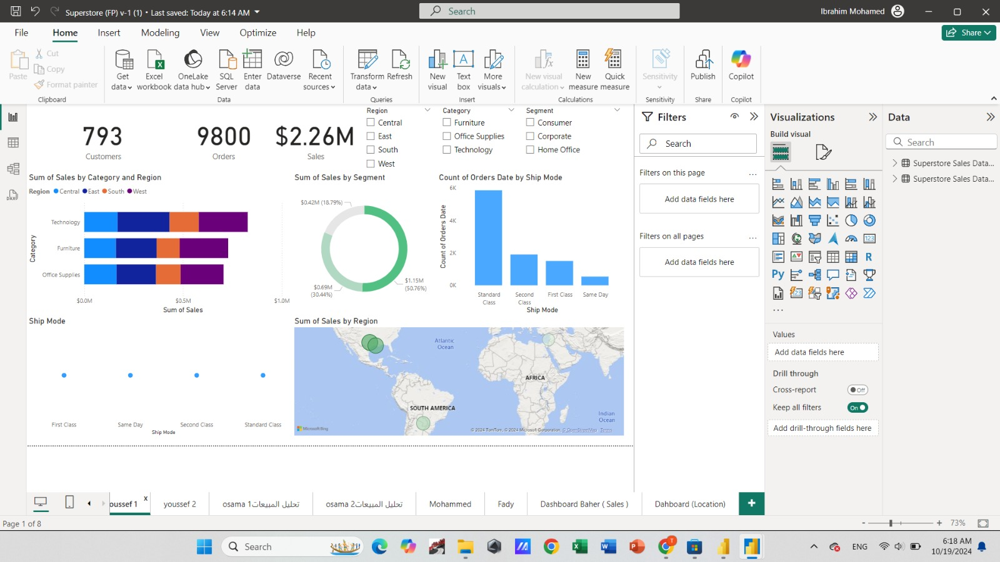 Superstore (FP) v-1 (1) • Last saved: Today at 6:14 AM
Search
Ibrahim Mohamed
File Home Insert Modeling View Optimize Help
Share
Paste
Cut
Copy
Format painter
Clipboard
Get data
Excel workbook
OneLake data hub
SQL Server
Enter data
Dataverse
Recent sources
Data
Transform data
Refresh
Queries
New visual
Text box
More visuals
Insert
New visual calculation
New measure
Quick measure
Calculations
Sensitivity
Sensitivity
Publish
Share
Copilot
Copilot
793
Customers
9800
Orders
$2.26M
Sales
Region
Central
East
South
West
Category
Furniture
Office Supplies
Technology
Segment
Consumer
Corporate
Home Office
Sum of Sales by Category and Region
Region Central East South West
Category
Technology
Furniture
Office Supplies
$0.0M $0.5M $1.0M
Sum of Sales
Sum of Sales by Segment
$0.42M (18.79%)
$0.69M
(30.44%)
$1.15M
(50.76%)
Count of Orders Date by Ship Mode
Count of Orders Date
6K
4K
2K
0K
Standard Class
Second Class
First Class
Same Day
Ship Mode
Ship Mode
First Class Same Day Second Class Standard Class
Ship Mode
Sum of Sales by Region
Atlantic
Ocean
AFRICA
SOUTH AMERICA
Indian
Ocean
Microsoft Bing
© 2024 TomTom, © 2024 Microsoft Corporation, © OpenStreetMap Terms
Filters
Search
Filters on this page
...
Add data fields here
Filters on all pages
...
Add data fields here
Visualizations
Build visual
123
R
Py
...
Values
Add data fields here
Drill through
Cross-report
Off
Keep all filters
On
Add drill-through fields here
Data
Search
Superstore Sales Data...
Superstore Sales Data...
oussef 1 x
youssef 2
osama 1تحليل المبيعات
osama 2تحليل المبيعات
Mohammed
Fady
Dashboard Baher ( Sales )
Dahboard (Location)
+
Page 1 of 8
- + 73%
Search
ENG
6:18 AM
10/19/2024